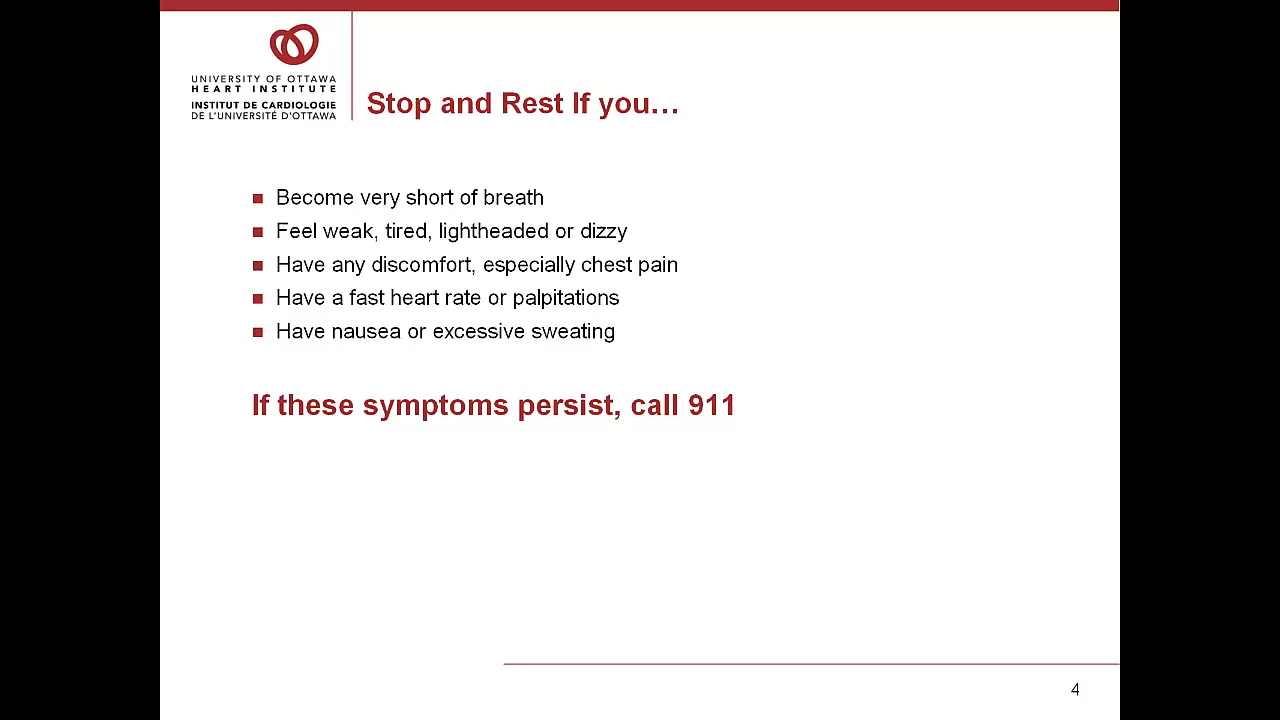 UNIVERSITY OF OTTAWA
HEART INSTITUTE
INSTITUT DE CARDIOLOGIE
DE L'UNIVERSITÉ D'OTTAWA
Stop and Rest If you…
Become very short of breath
Feel weak, tired, lightheaded or dizzy
Have any discomfort, especially chest pain
Have a fast heart rate or palpitations
Have nausea or excessive sweating
If these symptoms persist, call 911
4